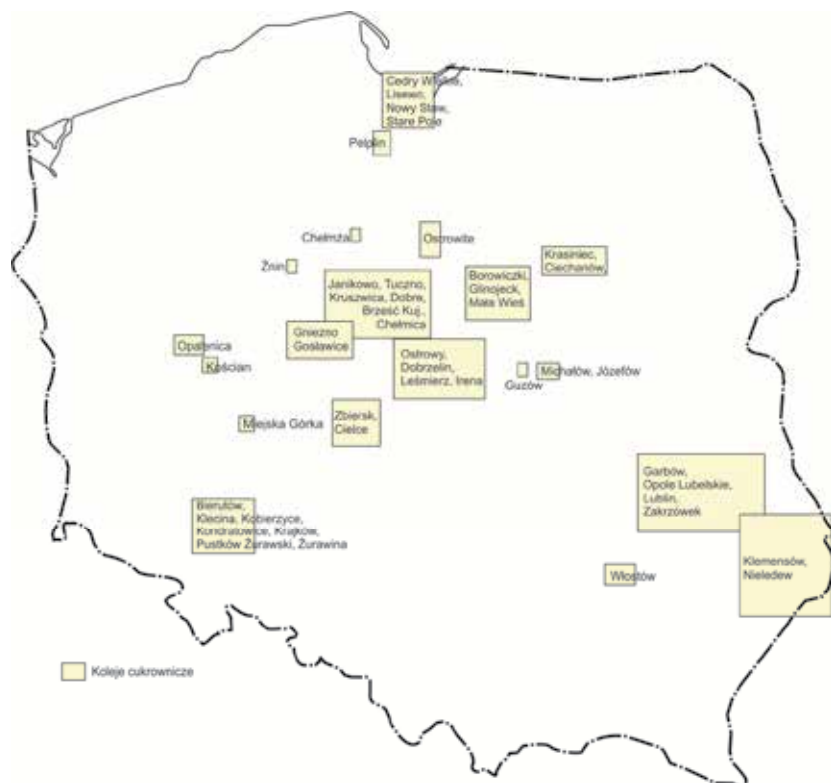 Cedry Wielkie,
Lisewo,
Nowy Staw,
Stare Pole
Pelplin
Chełmża
Ostrowite
Krasiniec,
Ciechanów,
Żnin
Borowiczki,
Glinojeck,
Mała Wieś
Janikowo, Tuczno,
Kruszwica, Dobre,
Brześć Kuj.,
Chełmica
Gniezno
Gosławice
Opalenica
Kościan
Ostrowy,
Dobrzelin,
Leśmierz, Irena
Guzów
Michałów, Józefów
Miejska Górka
Zbiersk,
Cielce
Garbów,
Opole Lubelskie,
Lublin,
Zakrzówek
Bierutów,
Klecina, Kobierzyce,
Kondratowice, Krajków,
Pustków Żurawski, Żurawina
Klemensów,
Nieledew
Włostów
Koleje cukrownicze